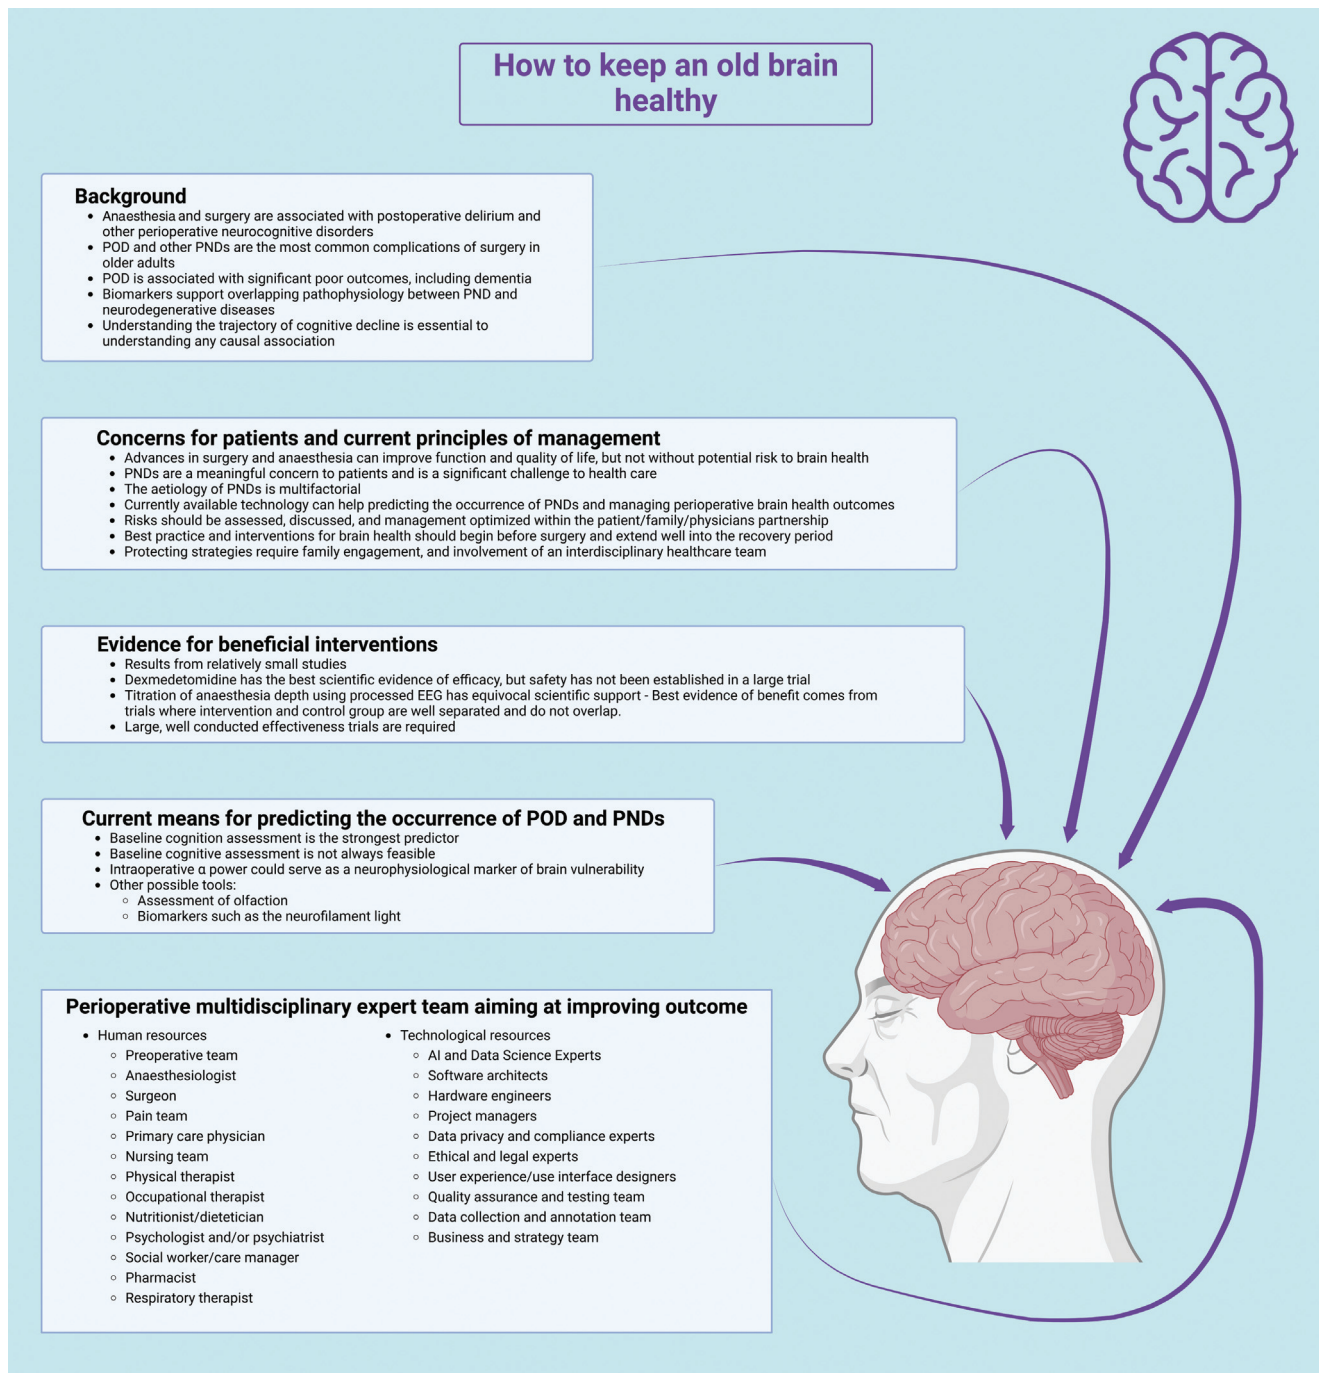 How to keep an old brain
healthy
Background
• Anaesthesia and surgery are associated with postoperative delirium and
other perioperative neurocognitive disorders
• POD and other PNDs are the most common complications of surgery in
older adults
• POD is associated with significant poor outcomes, including dementia
• Biomarkers support overlapping pathophysiology between PND and
neurodegenerative diseases
• Understanding the trajectory of cognitive decline is essential to
understanding any causal association
Concerns for patients and current principles of management
• Advances in surgery and anaesthesia can improve function and quality of life, but not without potential risk to brain health
• PNDs are a meaningful concern to patients and is a significant challenge to health care
• The aetiology of PNDs is multifactorial
• Currently available technology can help predicting the occurrence of PNDs and managing perioperative brain health outcomes
• Risks should be assessed, discussed, and management optimized within the patient/family/physicians partnership
• Best practice and interventions for brain health should begin before surgery and extend well into the recovery period
• Protecting strategies require family engagement, and involvement of an interdisciplinary healthcare team
Evidence for beneficial interventions
• Results from relatively small studies
• Dexmedetomidine has the best scientific evidence of efficacy, but safety has not been established in a large trial
• Titration of anaesthesia depth using processed EEG has equivocal scientific support - Best evidence of benefit comes from
trials where intervention and control group are well separated and do not overlap.
• Large, well conducted effectiveness trials are required
Current means for predicting the occurrence of POD and PNDs
• Baseline cognition assessment is the strongest predictor
• Baseline cognitive assessment is not always feasible
• Intraoperative α power could serve as a neurophysiological marker of brain vulnerability
• Other possible tools:
◦ Assessment of olfaction
◦ Biomarkers such as the neurofilament light
Perioperative multidisciplinary expert team aiming at improving outcome
• Human resources
◦ Preoperative team
◦ Anaesthesiologist
◦ Surgeon
◦ Pain team
◦ Primary care physician
◦ Nursing team
◦ Physical therapist
◦ Occupational therapist
◦ Nutritionist/dietetician
◦ Psychologist and/or psychiatrist
◦ Social worker/care manager
◦ Pharmacist
◦ Respiratory therapist
• Technological resources
◦ AI and Data Science Experts
◦ Software architects
◦ Hardware engineers
◦ Project managers
◦ Data privacy and compliance experts
◦ Ethical and legal experts
◦ User experience/use interface designers
◦ Quality assurance and testing team
◦ Data collection and annotation team
◦ Business and strategy team